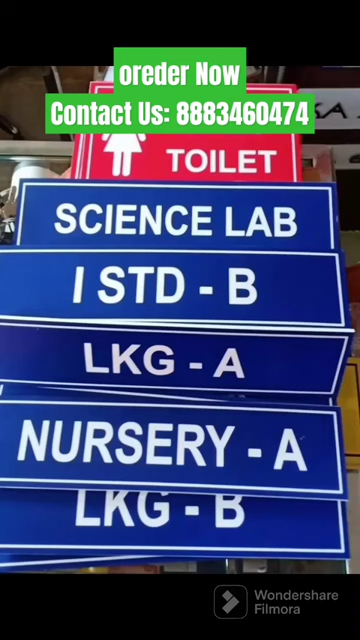 oreder Now
Contact Us: 8883460474
TOILET
SCIENCE LAB
I STD - B
LKG - A
NURSERY - A
LKG - B
Wondershare
Filmora